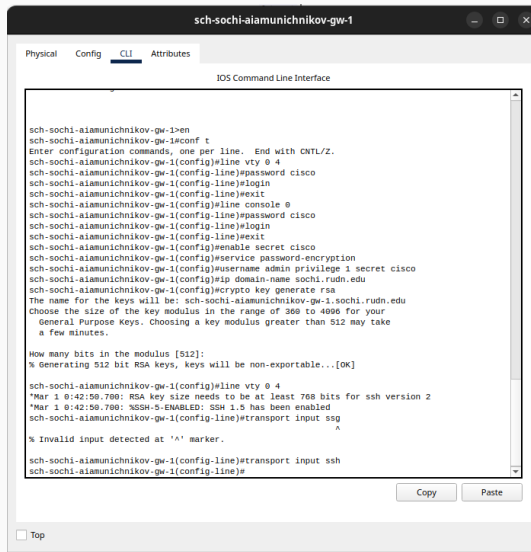 sch-sochi-aiamunichnikov-gw-1
Physical Config CLI Attributes
IOS Command Line Interface
sch-sochi-aiamunichnikov-gw-1>en
sch-sochi-aiamunichnikov-gw-1#conf t
Enter configuration commands, one per line.  End with CNTL/Z.
sch-sochi-aiamunichnikov-gw-1(config)#line vty 0 4
sch-sochi-aiamunichnikov-gw-1(config-line)#password cisco
sch-sochi-aiamunichnikov-gw-1(config-line)#login
sch-sochi-aiamunichnikov-gw-1(config-line)#exit
sch-sochi-aiamunichnikov-gw-1(config)#line console 0
sch-sochi-aiamunichnikov-gw-1(config-line)#password cisco
sch-sochi-aiamunichnikov-gw-1(config-line)#login
sch-sochi-aiamunichnikov-gw-1(config-line)#exit
sch-sochi-aiamunichnikov-gw-1(config)#enable secret cisco
sch-sochi-aiamunichnikov-gw-1(config)#service password-encryption
sch-sochi-aiamunichnikov-gw-1(config)#username admin privilege 1 secret cisco
sch-sochi-aiamunichnikov-gw-1(config)#ip domain-name sochi.rudn.edu
sch-sochi-aiamunichnikov-gw-1(config)#crypto key generate rsa
The name for the keys will be: sch-sochi-aiamunichnikov-gw-1.sochi.rudn.edu
Choose the size of the key modulus in the range of 360 to 4096 for your
General Purpose Keys. Choosing a key modulus greater than 512 may take
a few minutes.
How many bits in the modulus [512]:
% Generating 512 bit RSA keys, keys will be non-exportable...[OK]
sch-sochi-aiamunichnikov-gw-1(config)#line vty 0 4
*Mar 1 0:42:50.700: RSA key size needs to be at least 768 bits for ssh version 2
*Mar 1 0:42:50.700: %SSH-5-ENABLED: SSH 1.5 has been enabled
sch-sochi-aiamunichnikov-gw-1(config-line)#transport input ssg
^
% Invalid input detected at '^' marker.
sch-sochi-aiamunichnikov-gw-1(config-line)#transport input ssh
sch-sochi-aiamunichnikov-gw-1(config-line)#
Copy Paste
Top